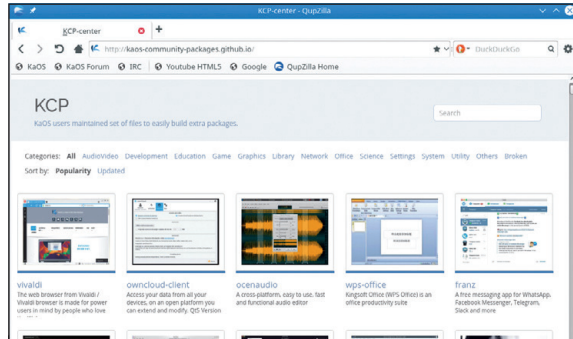 KCP-center - QupZilla
KCP-center
http://kaos-community-packages.github.io/
DuckDuckGo
KaOS KaOS Forum IRC Youtube HTML5 Google QupZilla Home
KCP
KaOS users maintained set of files to easily build extra packages.
Search
Categories: All AudioVideo Development Education Game Graphics Library Network Office Science Settings System Utility Others Broken
Sort by: Popularity Updated
vivaldi
The web browser from Vivaldi /
Vivaldi browser is made for power
users in mind by people who love
owncloud-client
Access your data from all your
devices, on an open platform you
can extend and modify. Qt5 Version
ocenaudio
A cross-platform, easy to use, fast
and functional audio editor
wps-office
Kingsoft Office (WPS Office) is an
office productivity suite
franz
A free messaging app for WhatsApp,
Facebook Messenger, Telegram,
Slack and more